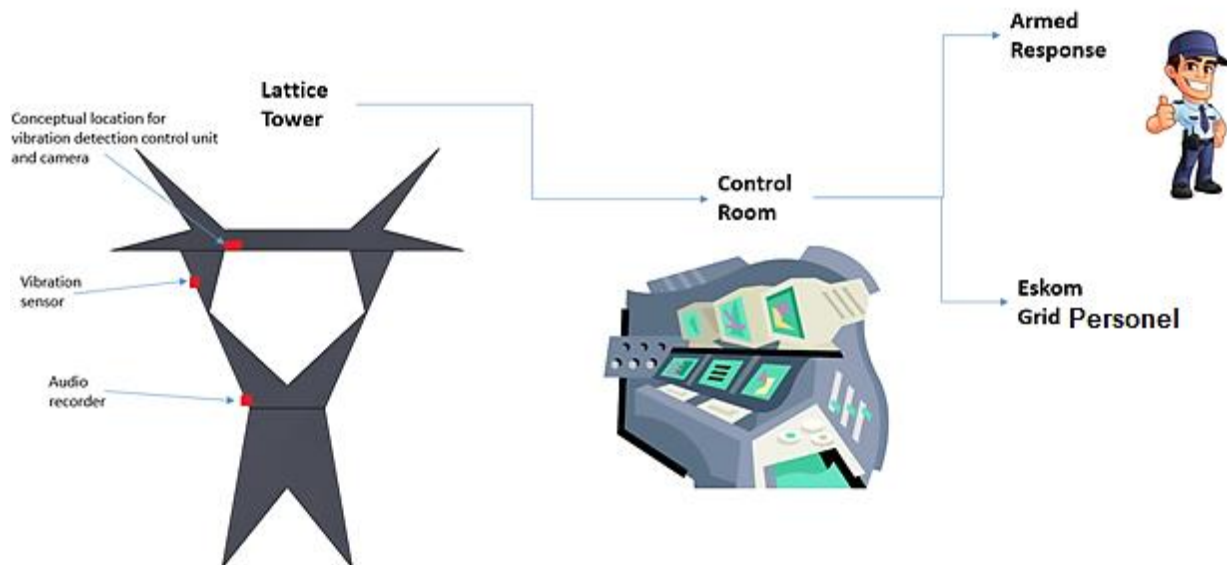 Conceptual location for
vibration detection control unit
and camera
Vibration
sensor
Audio
recorder
Lattice
Tower
Control
Room
Armed
Response
Eskom
Grid Personel